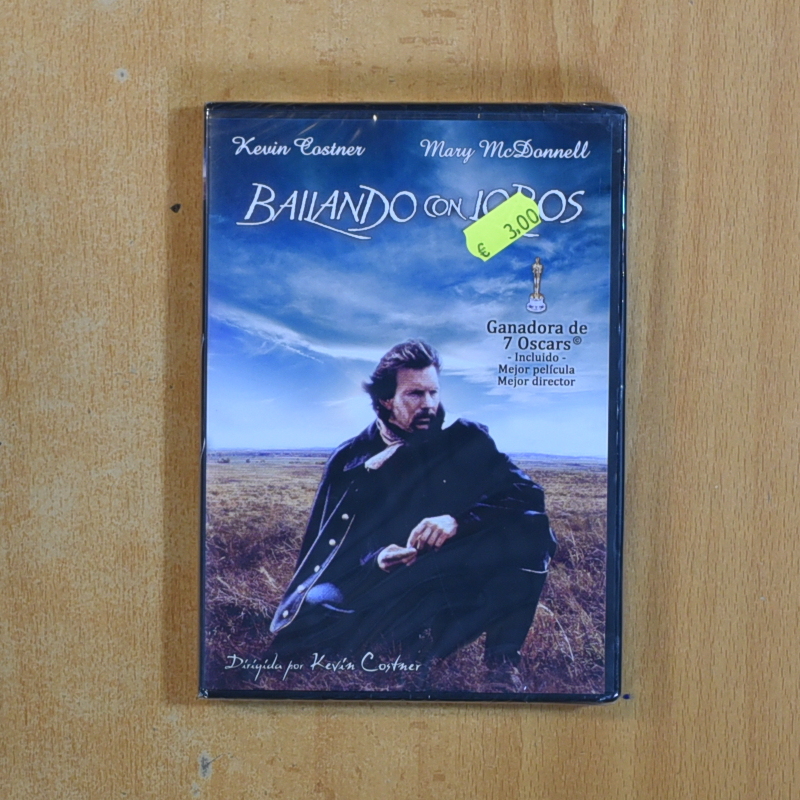 Kevin Costner Mary McDonnell
BAILANDO CON LOBOS
€ 3,00
Ganadora de
7 Oscars©
- Incluido -
Mejor película
Mejor director
Dirigida por Kevin Costner